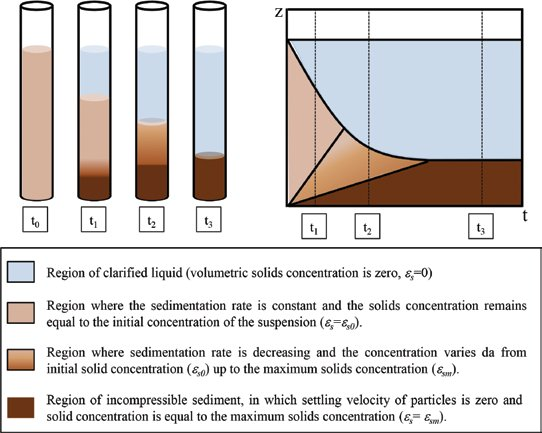 z
t₀
t₁
t₂
t₃
t₁
t₂
t₃
t
Region of clarified liquid (volumetric solids concentration is zero, εs=0)
Region where the sedimentation rate is constant and the solids concentration remains
equal to the initial concentration of the suspension (εs=εs0).
Region where sedimentation rate is decreasing and the concentration varies da from
initial solid concentration (εs0) up to the maximum solids concentration (εsm).
Region of incompressible sediment, in which settling velocity of particles is zero and
solid concentration is equal to the maximum solids concentration (εs= εsm).